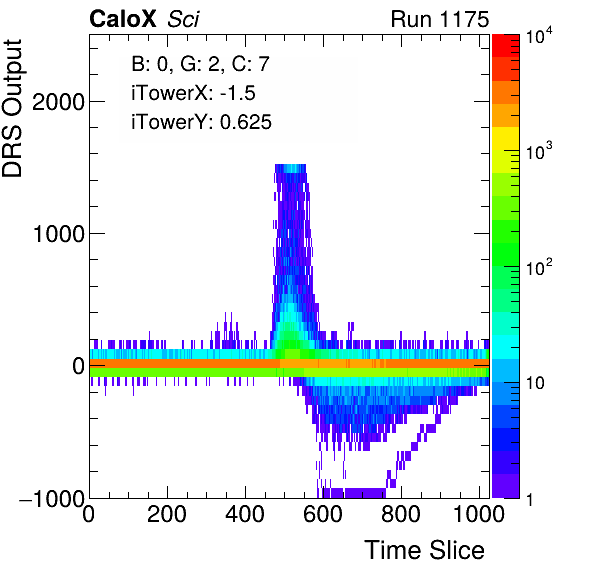 CaloX Sci Run 1175
B: 0, G: 2, C: 7
iTowerX: -1.5
iTowerY: 0.625
DRS Output
2000
1000
0
−1000
0 200 400 600 800 1000
Time Slice
10^4
10^3
10^2
10
1